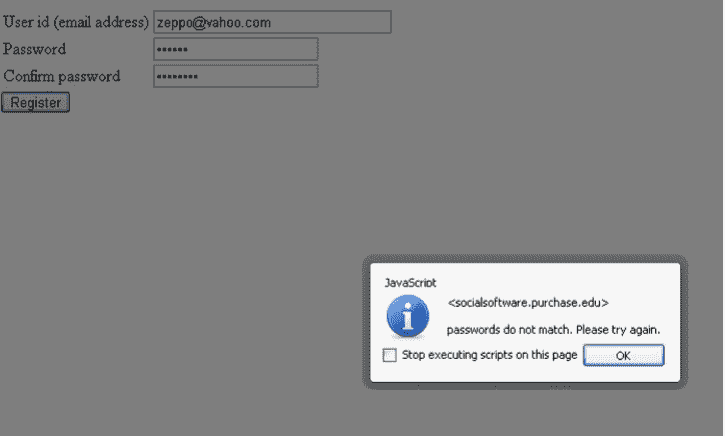 User id (email address) zeppo@yahoo.com
Password ••••••
Confirm password ••••••••
Register
JavaScript
<socialsoftware.purchase.edu>
passwords do not match. Please try again.
Stop executing scripts on this page OK